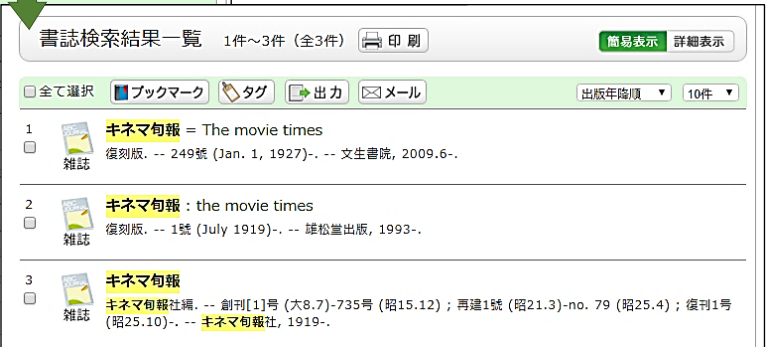 書誌検索結果一覧 1件～3件（全3件） 印刷 簡易表示 詳細表示
全て選択 ブックマーク タグ 出力 メール 出版年降順 ▼ 10件 ▼
1 キネマ旬報 = The movie times
復刻版. -- 249號 (Jan. 1, 1927)-. -- 文生書院, 2009.6-.
雑誌
2 キネマ旬報 : the movie times
復刻版. -- 1號 (July 1919)-. -- 雄松堂出版, 1993-.
雑誌
3 キネマ旬報
キネマ旬報社編. -- 創刊[1]号 (大8.7)-735号 (昭15.12) ; 再建1號 (昭21.3)-no. 79 (昭25.4) ; 復刊1号
雑誌
(昭25.10)-. -- キネマ旬報社, 1919-.